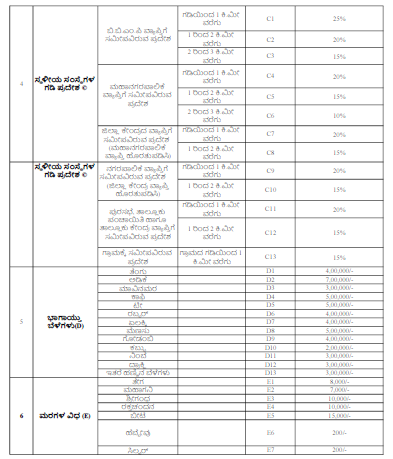 ಬಿ.ಬಿ.ಎಂ.ಪಿ ವ್ಯಾಪ್ತಿಗೆ ಸಮೀಪವಿರುವ ಪ್ರದೇಶ
ಗಡಿಯಿಂದ 1 ಕಿ.ಮೀ ವರೆಗು C1 25%
1 ರಿಂದ 2 ಕಿ.ಮೀ ವರೆಗು C2 20%
2 ರಿಂದ 3 ಕಿ.ಮೀ ವರೆಗು C3 15%
4 ಸ್ಥಳೀಯ ಸಂಸ್ಥೆಗಳ ಗಡಿ ಪ್ರದೇಶ ©
ಮಹಾನಗರಪಾಲಿಕೆ ವ್ಯಾಪ್ತಿಗೆ ಸಮೀಪವಿರುವ ಪ್ರದೇಶ
ಗಡಿಯಿಂದ 1 ಕಿ.ಮೀ ವರೆಗು C4 20%
1 ರಿಂದ 2 ಕಿ.ಮೀ ವರೆಗು C5 15%
2 ರಿಂದ 3 ಕಿ.ಮೀ ವರೆಗು C6 10%
ಜಿಲ್ಲಾ ಕೇಂದ್ರದ ವ್ಯಾಪ್ತಿಗೆ ಸಮೀಪವಿರುವ ಪ್ರದೇಶ (ಮಹಾನಗರಪಾಲಿಕೆ ವ್ಯಾಪ್ತಿ ಹೊರತುಪಡಿಸಿ)
ಗಡಿಯಿಂದ 1 ಕಿ.ಮೀ ವರೆಗು C7 20%
1 ರಿಂದ 2 ಕಿ.ಮೀ ವರೆಗು C8 15%
ಸ್ಥಳೀಯ ಸಂಸ್ಥೆಗಳ ಗಡಿ ಪ್ರದೇಶ ©
ನಗರಪಾಲಿಕೆ ವ್ಯಾಪ್ತಿಗೆ ಸಮೀಪವಿರುವ ಪ್ರದೇಶ (ಜಿಲ್ಲಾ ಕೇಂದ್ರ ವ್ಯಾಪ್ತಿ ಹೊರತುಪಡಿಸಿ)
ಗಡಿಯಿಂದ 1 ಕಿ.ಮೀ ವರೆಗು C9 20%
1 ರಿಂದ 2 ಕಿ.ಮೀ ವರೆಗು C10 15%
ಪುರಸಭೆ, ತಾಲ್ಲೂಕು ಪಂಚಾಯಿತಿ ಹಾಗೂ ತಾಲ್ಲೂಕು ಕೇಂದ್ರ ವ್ಯಾಪ್ತಿಗೆ ಸಮೀಪವಿರುವ ಪ್ರದೇಶ
ಗಡಿಯಿಂದ 1 ಕಿ.ಮೀ ವರೆಗು C11 20%
1 ರಿಂದ 2 ಕಿ.ಮೀ ವರೆಗು C12 15%
ಗ್ರಾಮಕ್ಕೆ ಸಮೀಪವಿರುವ ಪ್ರದೇಶ ಗ್ರಾಮದ ಗಡಿಯಿಂದ 1 ಕಿ.ಮೀ ವರೆಗು C13 15%
5 ಭಾಗಾಯ್ತು ಬೆಳೆಗಳು(D)
ತೆಂಗು D1 4,00,000/-
ಅಡಿಕೆ D2 7,00,000/-
ಮಾವಿನಮರ D3 3,00,000/-
ಕಾಫಿ D4 5,00,000/-
ಟೀ D5 5,00,000/-
ರಬ್ಬರ್ D6 4,00,000/-
ಏಲಕ್ಕಿ D7 4,00,000/-
ಮೆಣಸು D8 5,00,000/-
ಗೋಡಂಬಿ D9 4,00,000/-
ಕಬ್ಬು D10 2,00,000/-
ನಿಂಬೆ D11 3,00,000/-
ದ್ರಾಕ್ಷಿ D12 3,00,000/-
ಇತರೆ ಹಣ್ಣಿನ ಬೆಳೆಗಳು D13 3,00,000/-
6 ಮರಗಳ ವಿಧ (E)
ತೇಗ E1 8,000/-
ಮಹಾಗನಿ E2 7,000/-
ಶ್ರೀಗಂಧ E3 10,000/-
ರಕ್ತಚಂದನ E4 10,000/-
ಬೀಟೆ E5 15,000/-
ಹೆಬ್ಬೇವು E6 200/-
ಸಿಲ್ವರ್ E7 200/-